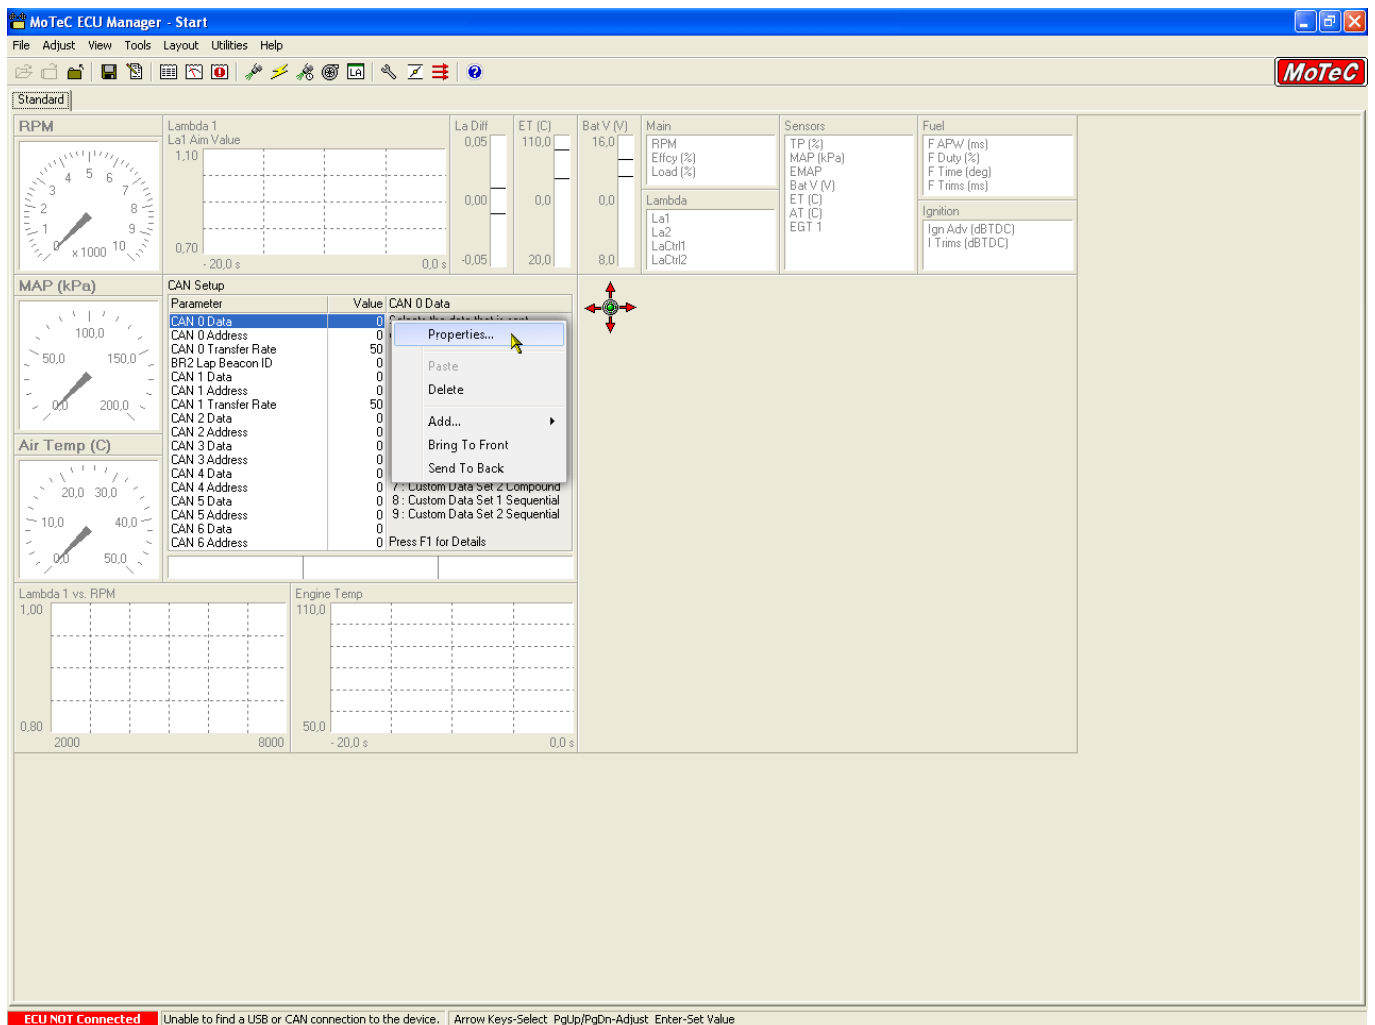 MoTeC ECU Manager - Start
File Adjust View Tools Layout Utilities Help
LA
MoTeC
Standard
RPM
1 2 3 4 5 6 7 8 9 10
0
x 1000
Lambda 1
La1 Aim Value
1,10
0,70
- 20,0 s 0,0 s
La Diff
0,05
0,00
-0,05
ET (C)
110,0
0,0
20,0
Bat V (V)
16,0
0,0
8,0
Main
RPM
Effcy (%)
Load (%)
Lambda
La1
La2
LaCtrl1
LaCtrl2
Sensors
TP (%)
MAP (kPa)
EMAP
Bat V (V)
ET (C)
AT (C)
EGT 1
Fuel
F APW (ms)
F Duty (%)
F Time (deg)
F Trims (ms)
Ignition
Ign Adv (dBTDC)
I Trims (dBTDC)
MAP (kPa)
100,0
50,0 150,0
0,0 200,0
Air Temp (C)
20,0 30,0
10,0 40,0
0,0 50,0
CAN Setup
Parameter Value CAN 0 Data
CAN 0 Data 0
CAN 0 Address 0
CAN 0 Transfer Rate 50
BR2 Lap Beacon ID 0
CAN 1 Data 0
CAN 1 Address 0
CAN 1 Transfer Rate 50
CAN 2 Data 0
CAN 2 Address 0
CAN 3 Data 0
CAN 3 Address 0
CAN 4 Data 0
CAN 4 Address 0 7 : Custom Data Set 2 Compound
CAN 5 Data 0 8 : Custom Data Set 1 Sequential
CAN 5 Address 0 9 : Custom Data Set 2 Sequential
CAN 6 Data 0
CAN 6 Address 0 Press F1 for Details
Properties...
Paste
Delete
Add...
Bring To Front
Send To Back
Lambda 1 vs. RPM
1,00
0,80
2000 8000
Engine Temp
110,0
50,0
- 20,0 s 0,0 s
ECU NOT Connected Unable to find a USB or CAN connection to the device. Arrow Keys-Select PgUp/PgDn-Adjust Enter-Set Value